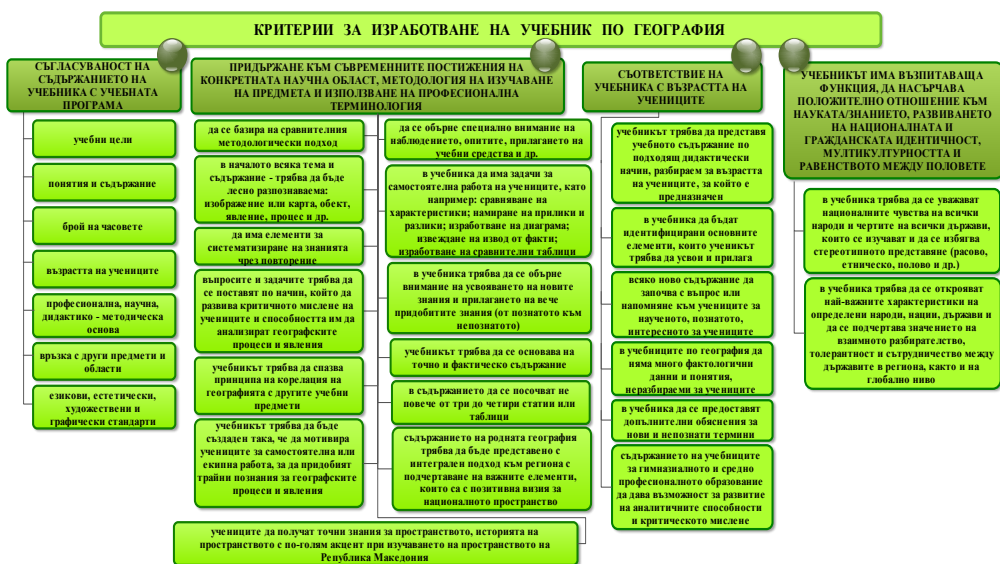 КРИТЕРИИ ЗА ИЗРАБОТВАНЕ НА УЧЕБНИК ПО ГЕОГРАФИЯ
СЪГЛАСУВАНОСТ НА
СЪДЪРЖАНИЕТО НА
УЧЕБНИКА С УЧЕБНАТА
ПРОГРАМА
учебни цели
понятия и съдържание
брой на часовете
възрастта на учениците
професионална, научна,
дидактико - методическа
основа
връзка с други предмети и
области
езикови, естетически,
художествени и
графически стандарти
ПРИДЪРЖАНЕ КЪМ СЪВРЕМЕННИТЕ ПОСТИЖЕНИЯ НА
КОНКРЕТНАТА НАУЧНА ОБЛАСТ, МЕТОДОЛОГИЯ НА ИЗУЧАВАНЕ
НА ПРЕДМЕТА И ИЗПОЛЗВАНЕ НА ПРОФЕСИОНАЛНА
ТЕРМИНОЛОГИЯ
да се базира на сравнителния
методологически подход
в началото всяка тема и
съдържание - трябва да бъде
лесно разпознаваема:
изображение или карта, обект,
явление, процес и др.
да има елементи за
систематизиране на знанията
чрез повторение
въпросите и задачите трябва да
се поставят по начин, който да
развива критичното мислене на
учениците и способността им да
анализират географските
процеси и явления
учебникът трябва да спазва
принципа на корелация на
географията с другите учебни
предмети
учебникът трябва да бъде
създаден така, че да мотивира
учениците за самостоятелна или
екипна работа, за да придобият
трайни познания за географските
процеси и явления
да се обърне специално внимание на
наблюдението, опитите, прилагането на
учебни средства и др.
в учебника да има задачи за
самостоятелна работа на учениците, като
например: сравняване на
характеристики; намиране на прилики и
разлики; изработване на диаграма;
извеждане на извод от факти;
изработване на сравнителни таблици
в учебника трябва да се обърне
внимание на усвояването на новите
знания и прилагането на вече
придобитите знания (от познатото към
непознатото)
учебникът трябва да се основава на
точно и фактическо съдържание
в съдържанието да се посочат не
повече от три до четири статии или
таблици
съдържанието на родната география
трябва да бъде представено с
интегрален подход към региона с
подчертаване на важните елементи,
които са с позитивна визия за
националното пространство
учениците да получат точни знания за пространството, историята на
пространството с по-голям акцент при изучаването на пространството на
Република Македония
СЪОТВЕТСТВИЕ НА
УЧЕБНИКА С ВЪЗРАСТТА НА
УЧЕНИЦИТЕ
учебникът трябва да представя
учебното съдържание по
подходящ дидактически
начин, разбираем за възрастта
на учениците, за който е
предназначен
в учебника да бъдат
идентифицирани основните
елементи, които ученикът
трябва да усвои и прилага
всяко ново съдържание да
започва с въпрос или
напомняне към учениците за
наученото, познатото,
интересното за учениците
в учебниците по география да
няма много фактологични
данни и понятия,
неразбираеми за учениците
в учебника да се предоставят
допълнителни обяснения за
нови и непознати термини
съдържанието на учебниците
за гимназиалното и средно
професионалното образование
да дава възможност за развитие
на аналитичните способности
и критическото мислене
УЧЕБНИКЪТ ИМА ВЪЗПИТАВАЩА
ФУНКЦИЯ, ДА НАСЪРЧАВА
ПОЛОЖИТЕЛНО ОТНОШЕНИЕ КЪМ
НАУКАТА/ЗНАНИЕТО, РАЗВИВАНЕТО
НА НАЦИОНАЛНАТА И
ГРАЖДАНСКАТА ИДЕНТИЧНОСТ,
МУЛТИКУЛТУРНОСТТА И
РАВЕНСТВОТО МЕЖДУ ПОЛОВЕТЕ
в учебника трябва да се уважават
националните чувства на всички
народи и чертите на всички държави,
които се изучават и да се избягва
стереотипното представяне (расово,
етническо, полово и др.)
в учебника трябва да се открояват
най-важните характеристики на
определени народи, нации, държави и
да се подчертава значението на
взаимното разбирателство,
толерантност и сътрудничество между
държавите в региона, както и на
глобално ниво